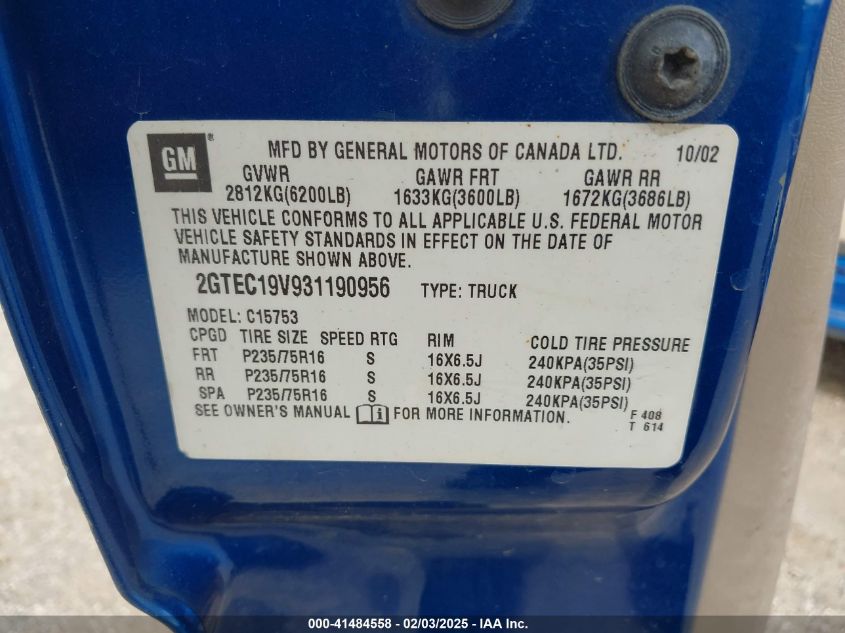 GM ® MFD BY GENERAL MOTORS OF CANADA LTD. 10/02
GVWR GAWR FRT GAWR RR
2812KG(6200LB) 1633KG(3600LB) 1672KG(3686LB)
THIS VEHICLE CONFORMS TO ALL APPLICABLE U.S. FEDERAL MOTOR
VEHICLE SAFETY STANDARDS IN EFFECT ON THE DATE OF
MANUFACTURE SHOWN ABOVE.
2GTEC19V931190956 TYPE: TRUCK
MODEL: C15753
CPGD TIRE SIZE SPEED RTG RIM COLD TIRE PRESSURE
FRT P235/75R16 S 16X6.5J 240KPA(35PSI)
RR P235/75R16 S 16X6.5J 240KPA(35PSI)
SPA P235/75R16 S 16X6.5J 240KPA(35PSI)
SEE OWNER'S MANUAL i FOR MORE INFORMATION. F 408
T 614
000-41484558 - 02/03/2025 - IAA Inc.